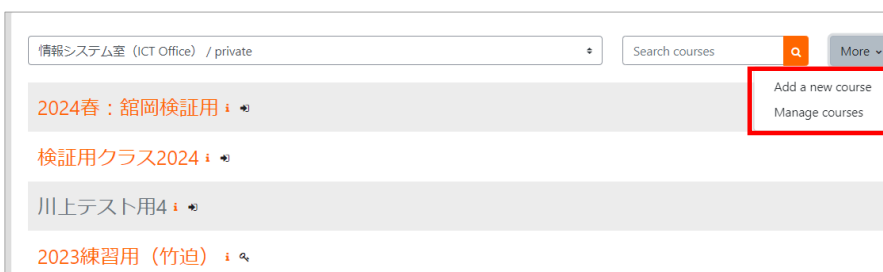 情報システム室（ICT Office） / private
Search courses
More
Add a new course
Manage courses
2024春：舘岡検証用
検証用クラス2024
川上テスト用4
2023練習用（竹迫）